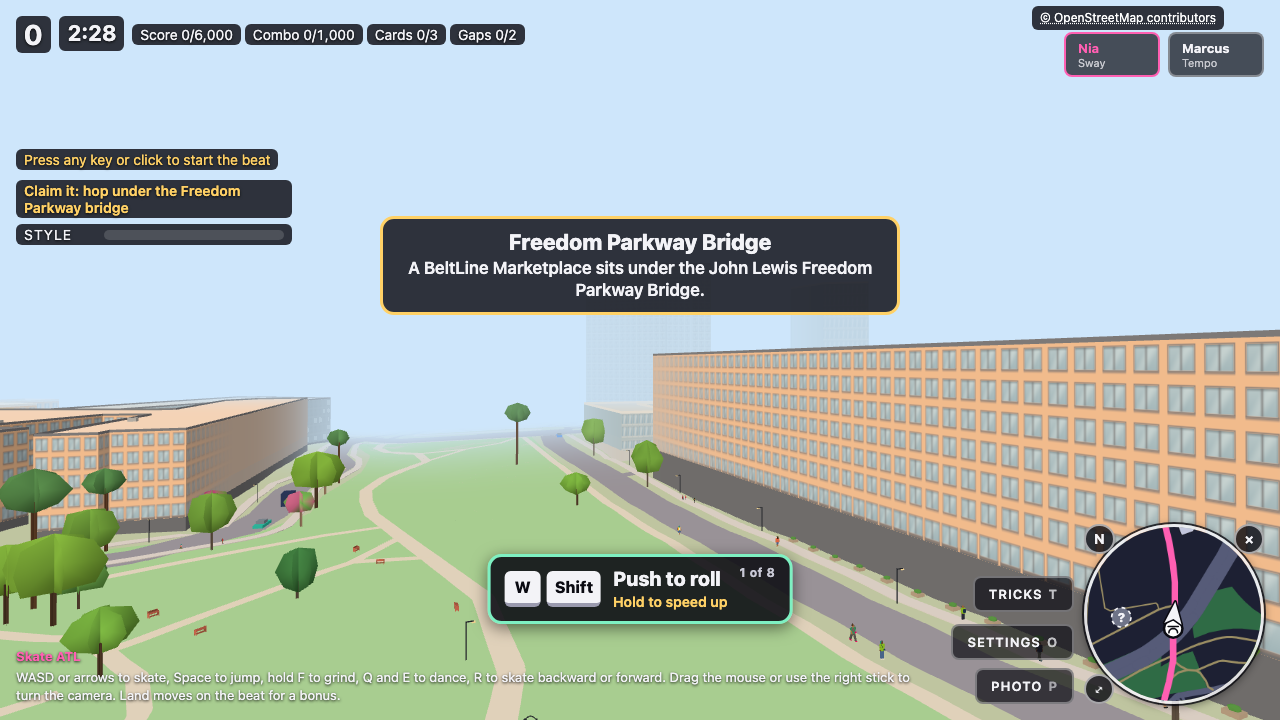 0
2:28
Score 0/6,000
Combo 0/1,000
Cards 0/3
Gaps 0/2
© OpenStreetMap contributors
Nia
Sway
Marcus
Tempo
Press any key or click to start the beat
Claim it: hop under the Freedom
Parkway bridge
STYLE
Freedom Parkway Bridge
A BeltLine Marketplace sits under the John Lewis Freedom
Parkway Bridge.
W
Shift
Push to roll
1 of 8
Hold to speed up
TRICKS T
SETTINGS O
PHOTO P
N
×
?
Skate ATL
WASD or arrows to skate, Space to jump, hold F to grind, Q and E to dance, R to skate backward or forward. Drag the mouse or use the right stick to
turn the camera. Land moves on the beat for a bonus.